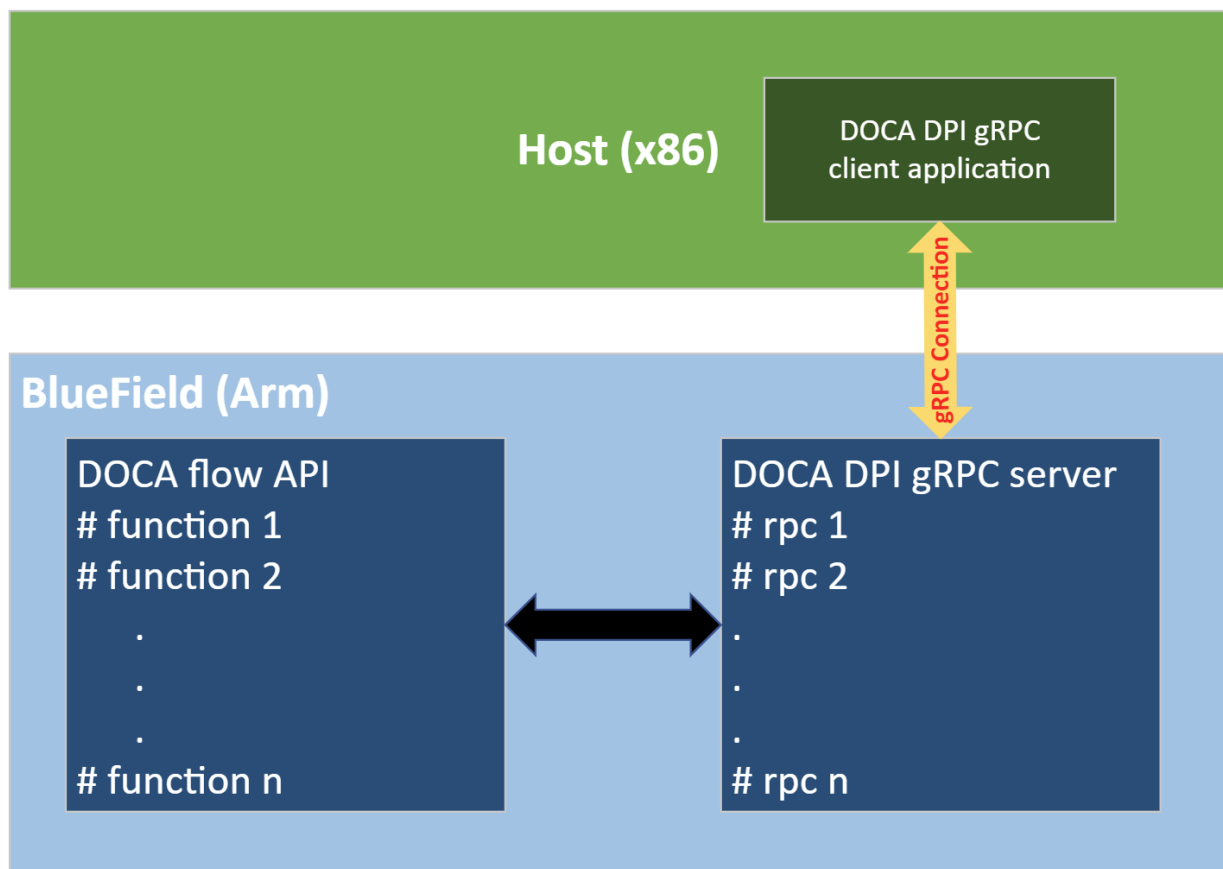 Host (x86)
DOCA DPI gRPC
client application
gRPC Connection
BlueField (Arm)
DOCA flow API
# function 1
# function 2
.
.
.
# function n
DOCA DPI gRPC server
# rpc 1
# rpc 2
.
.
.
# rpc n